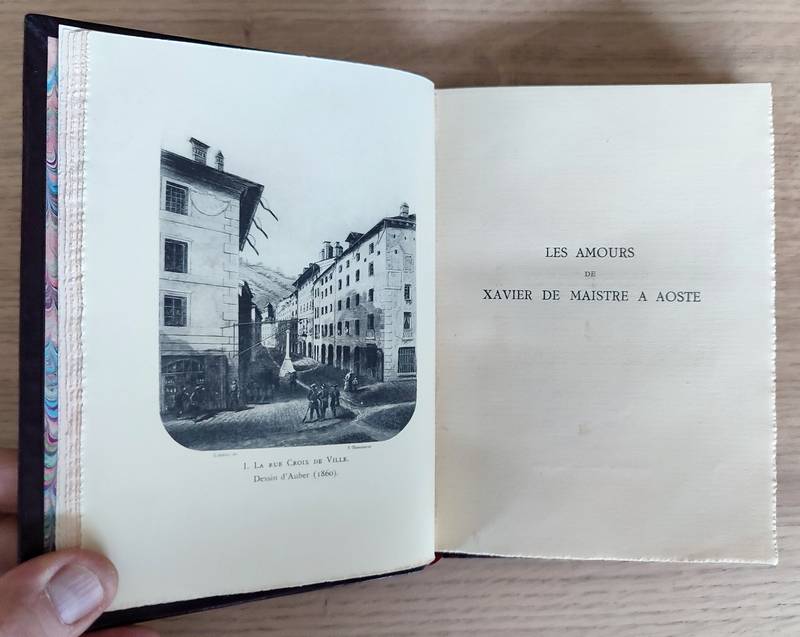 I. LA RUE CROIX DE VILLE.
Dessin d'Auber (1860).
LES AMOURS
DE
XAVIER DE MAISTRE A AOSTE